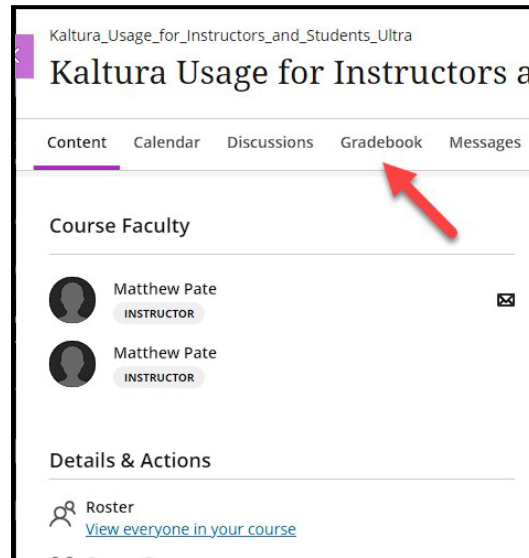 Kaltura_Usage_for_Instructors_and_Students_Ultra
Kaltura Usage for Instructors a
Content Calendar Discussions Gradebook Messages
Course Faculty
Matthew Pate
INSTRUCTOR
Matthew Pate
INSTRUCTOR
Details & Actions
Roster
View everyone in your course